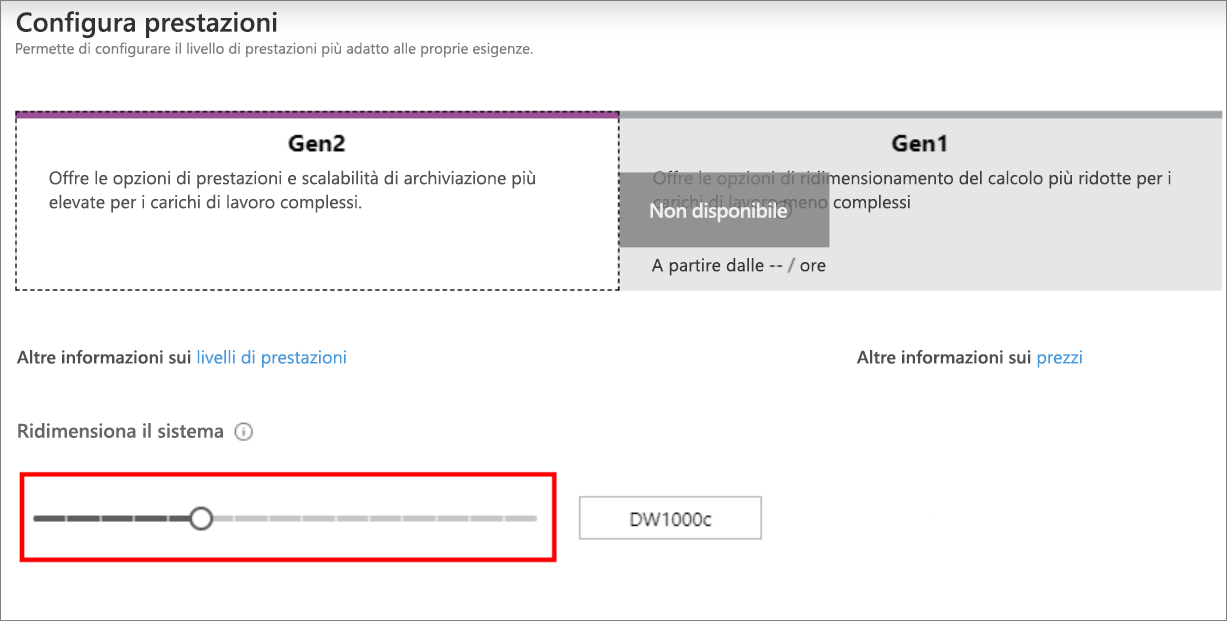 Configura prestazioni
Permette di configurare il livello di prestazioni più adatto alle proprie esigenze.
Gen2
Offre le opzioni di prestazioni e scalabilità di archiviazione più
elevate per i carichi di lavoro complessi.
Gen1
Offre le opzioni di ridimensionamento del calcolo più ridotte per i
carichi di lavoro meno complessi
Non disponibile
A partire dalle -- / ore
Altre informazioni sui livelli di prestazioni
Altre informazioni sui prezzi
Ridimensiona il sistema
DW1000c